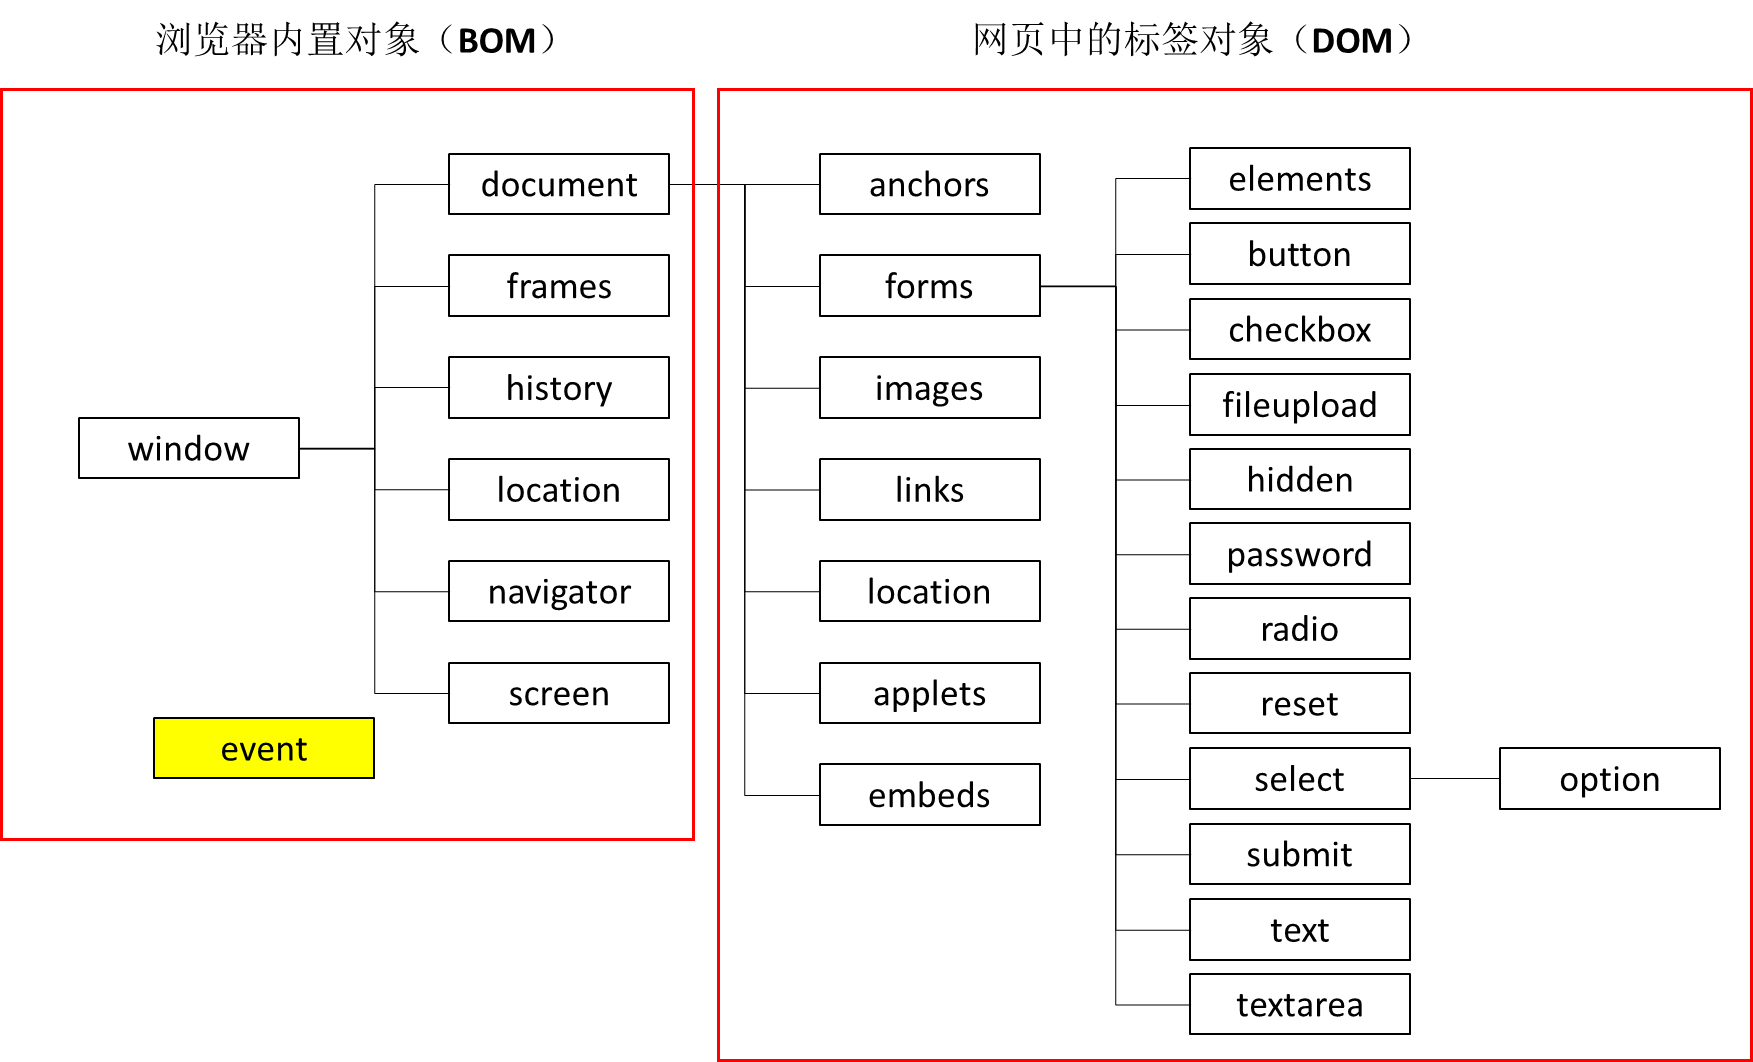 浏览器内置对象（BOM）
网页中的标签对象（DOM）
window
document
frames
history
location
navigator
screen
event
anchors
forms
images
links
location
applets
embeds
elements
button
checkbox
fileupload
hidden
password
radio
reset
select
submit
text
textarea
option